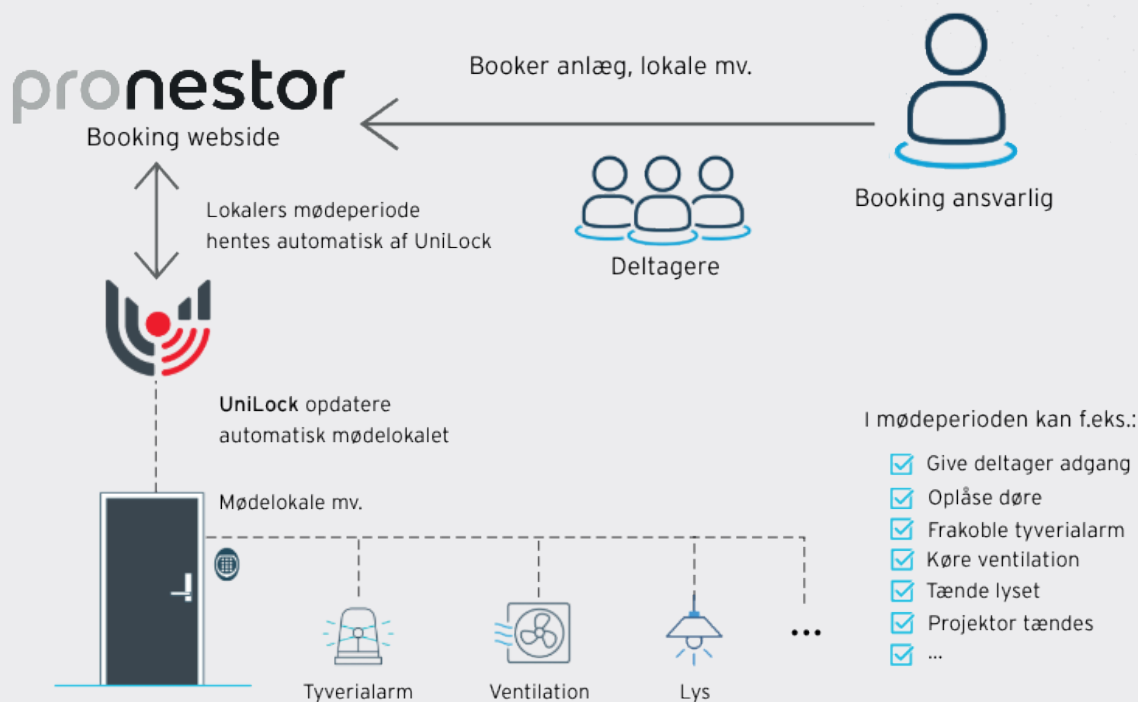 pronestor
Booking webside
Booker anlæg, lokale mv.
Booking ansvarlig
Deltagere
Lokalers mødeperiode
hentes automatisk af UniLock
UniLock opdatere
automatisk mødelokalet
Mødelokale mv.
Tyverialarm
Ventilation
Lys
...
I mødeperioden kan f.eks.:
Give deltager adgang
Oplåse døre
Frakoble tyverialarm
Køre ventilation
Tænde lyset
Projektor tændes
...